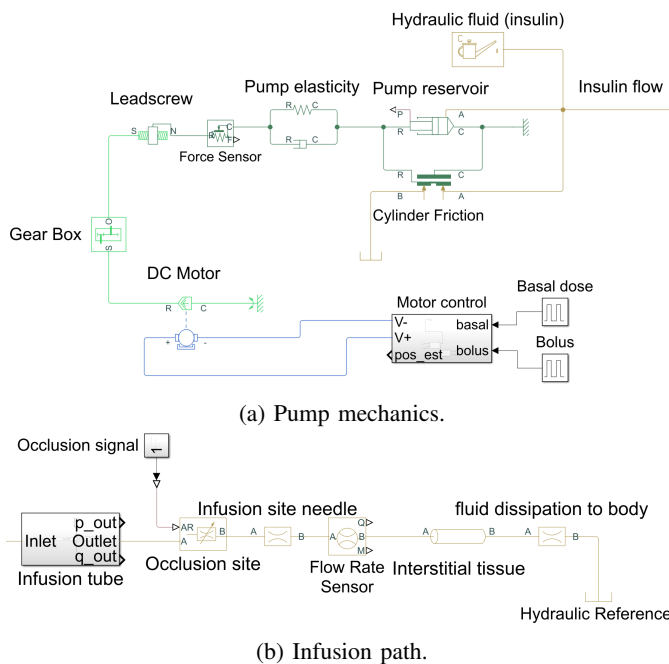 Hydraulic fluid (insulin)
C
Pump elasticity
Pump reservoir
Insulin flow
Leadscrew
R C
P A
S N
R C F
R C
Force Sensor
R C
R C
B A
Cylinder Friction
O
Gear Box
S
DC Motor
R C
Motor control
Basal dose
V-
basal
V+
+ -
bolus
Bolus
pos_est
(a) Pump mechanics.
Occlusion signal
1
Infusion site needle
fluid dissipation to body
p_out
Inlet Outlet
q_out
AR
A B
A B
A B
Q
M
A B
A B
Infusion tube
Occlusion site
Flow Rate
Sensor
Interstitial tissue
Hydraulic Reference
(b) Infusion path.